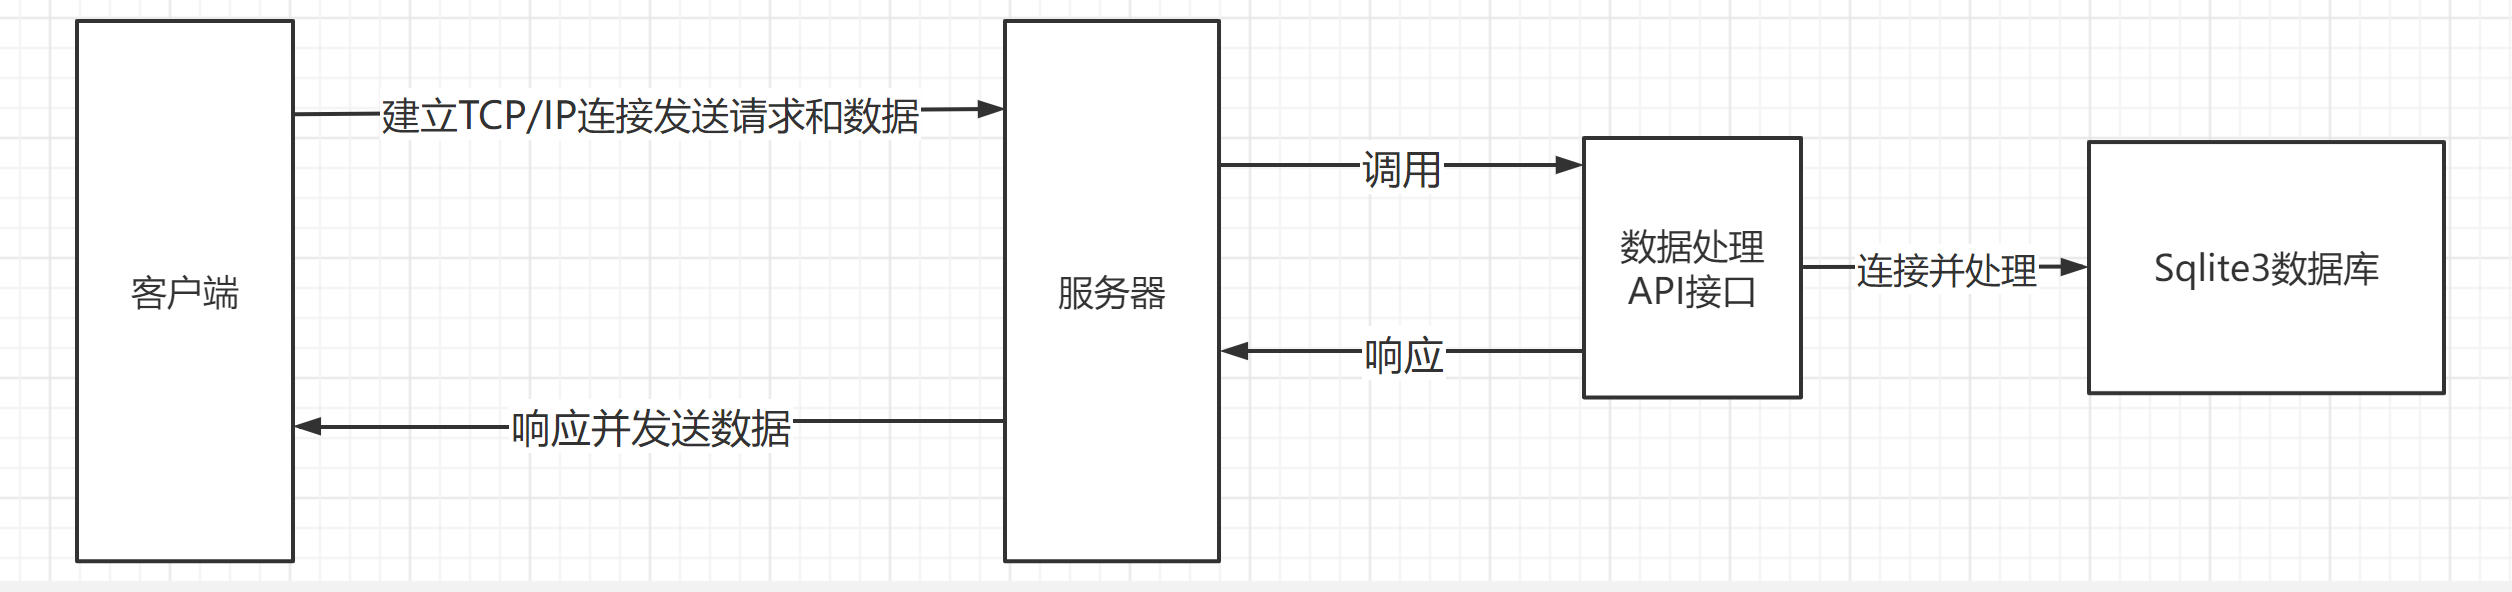 建立TCP/IP连接发送请求和数据
调用
数据处理
API接口
连接并处理
Sqlite3数据库
客户端
服务器
响应
响应并发送数据